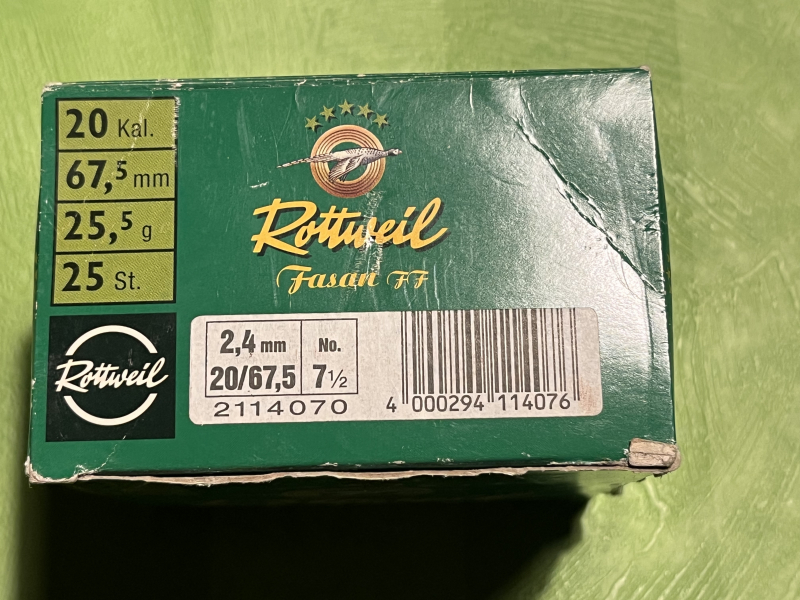 20 Kal.
67,5 mm
25,5 g
25 St.
Rottweil
Fasan FF
Rottweil
2,4 mm No.
20/67,5 7½
2114070
4 000294 114076